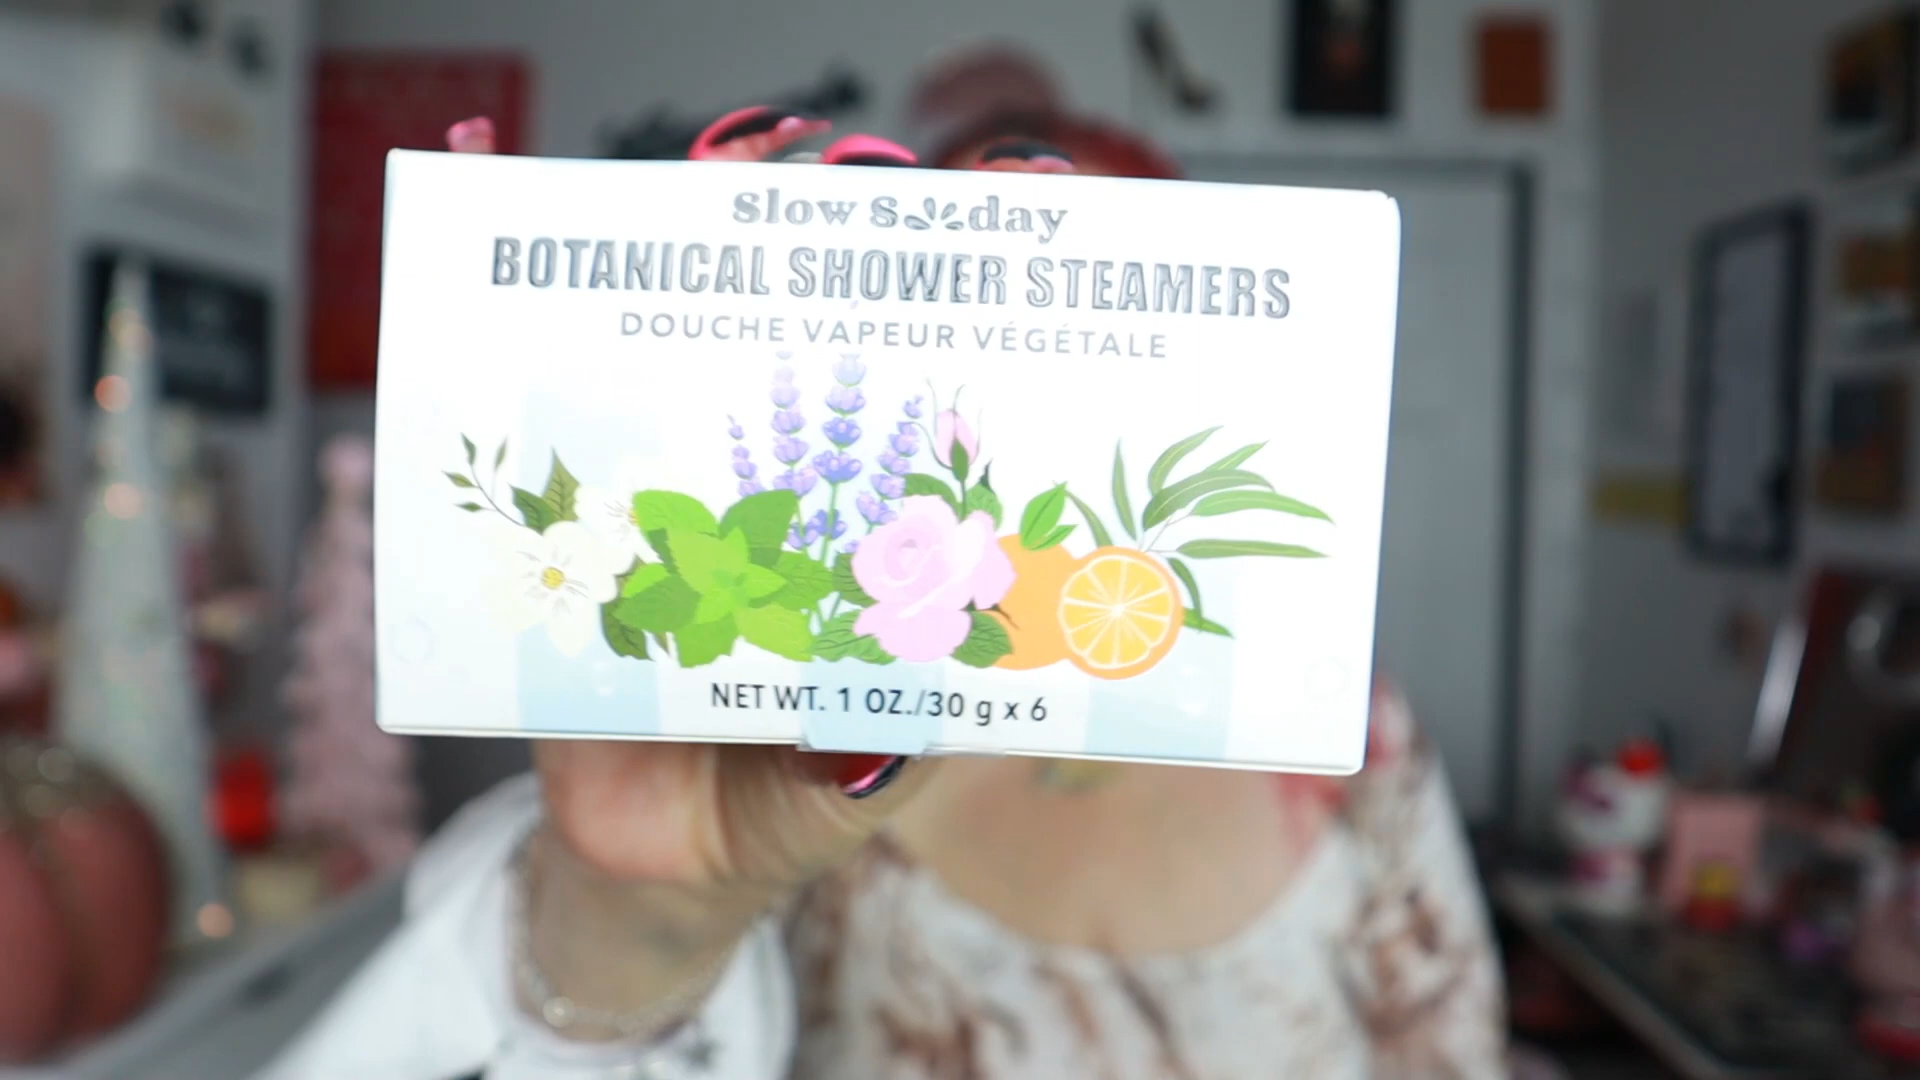 Slow Sunday
BOTANICAL SHOWER STEAMERS
DOUCHE VAPEUR VÉGÉTALE
NET WT. 1 OZ./30 g x 6